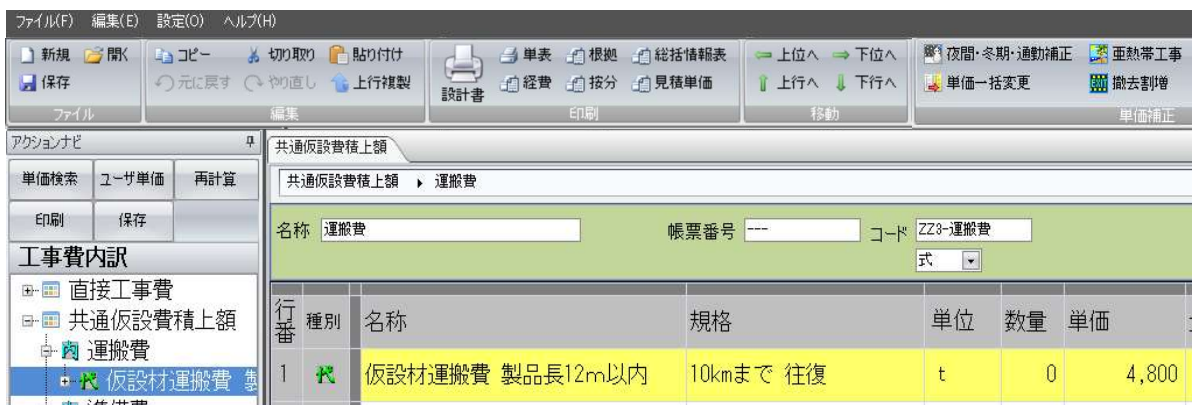 ファイル(F) 編集(E) 設定(O) ヘルプ(H)
新規 開く コピー 切り取り 貼り付け 設計書 単表 根拠 総括情報表 上位へ 下位へ 夜間・冬期・通勤補正 亜熱帯工事
保存 元に戻す やり直し 上行複製 経費 按分 見積単価 上行へ 下行へ 単価一括変更 撤去割増
ファイル 編集 印刷 移動 単価補正
アクションナビ 共通仮設費積上額
単価検索 ユーザ単価 再計算 共通仮設費積上額 ▸ 運搬費
印刷 保存 名称 運搬費 帳票番号 --- コード ZZ3-運搬費
式
工事費内訳
直接工事費
共通仮設費積上額 行番 種別 名称 規格 単位 数量 単価
運搬費
仮設材運搬費 製 1 仮設材運搬費 製品長12m以内 10kmまで 往復 t 0 4,800
準備費